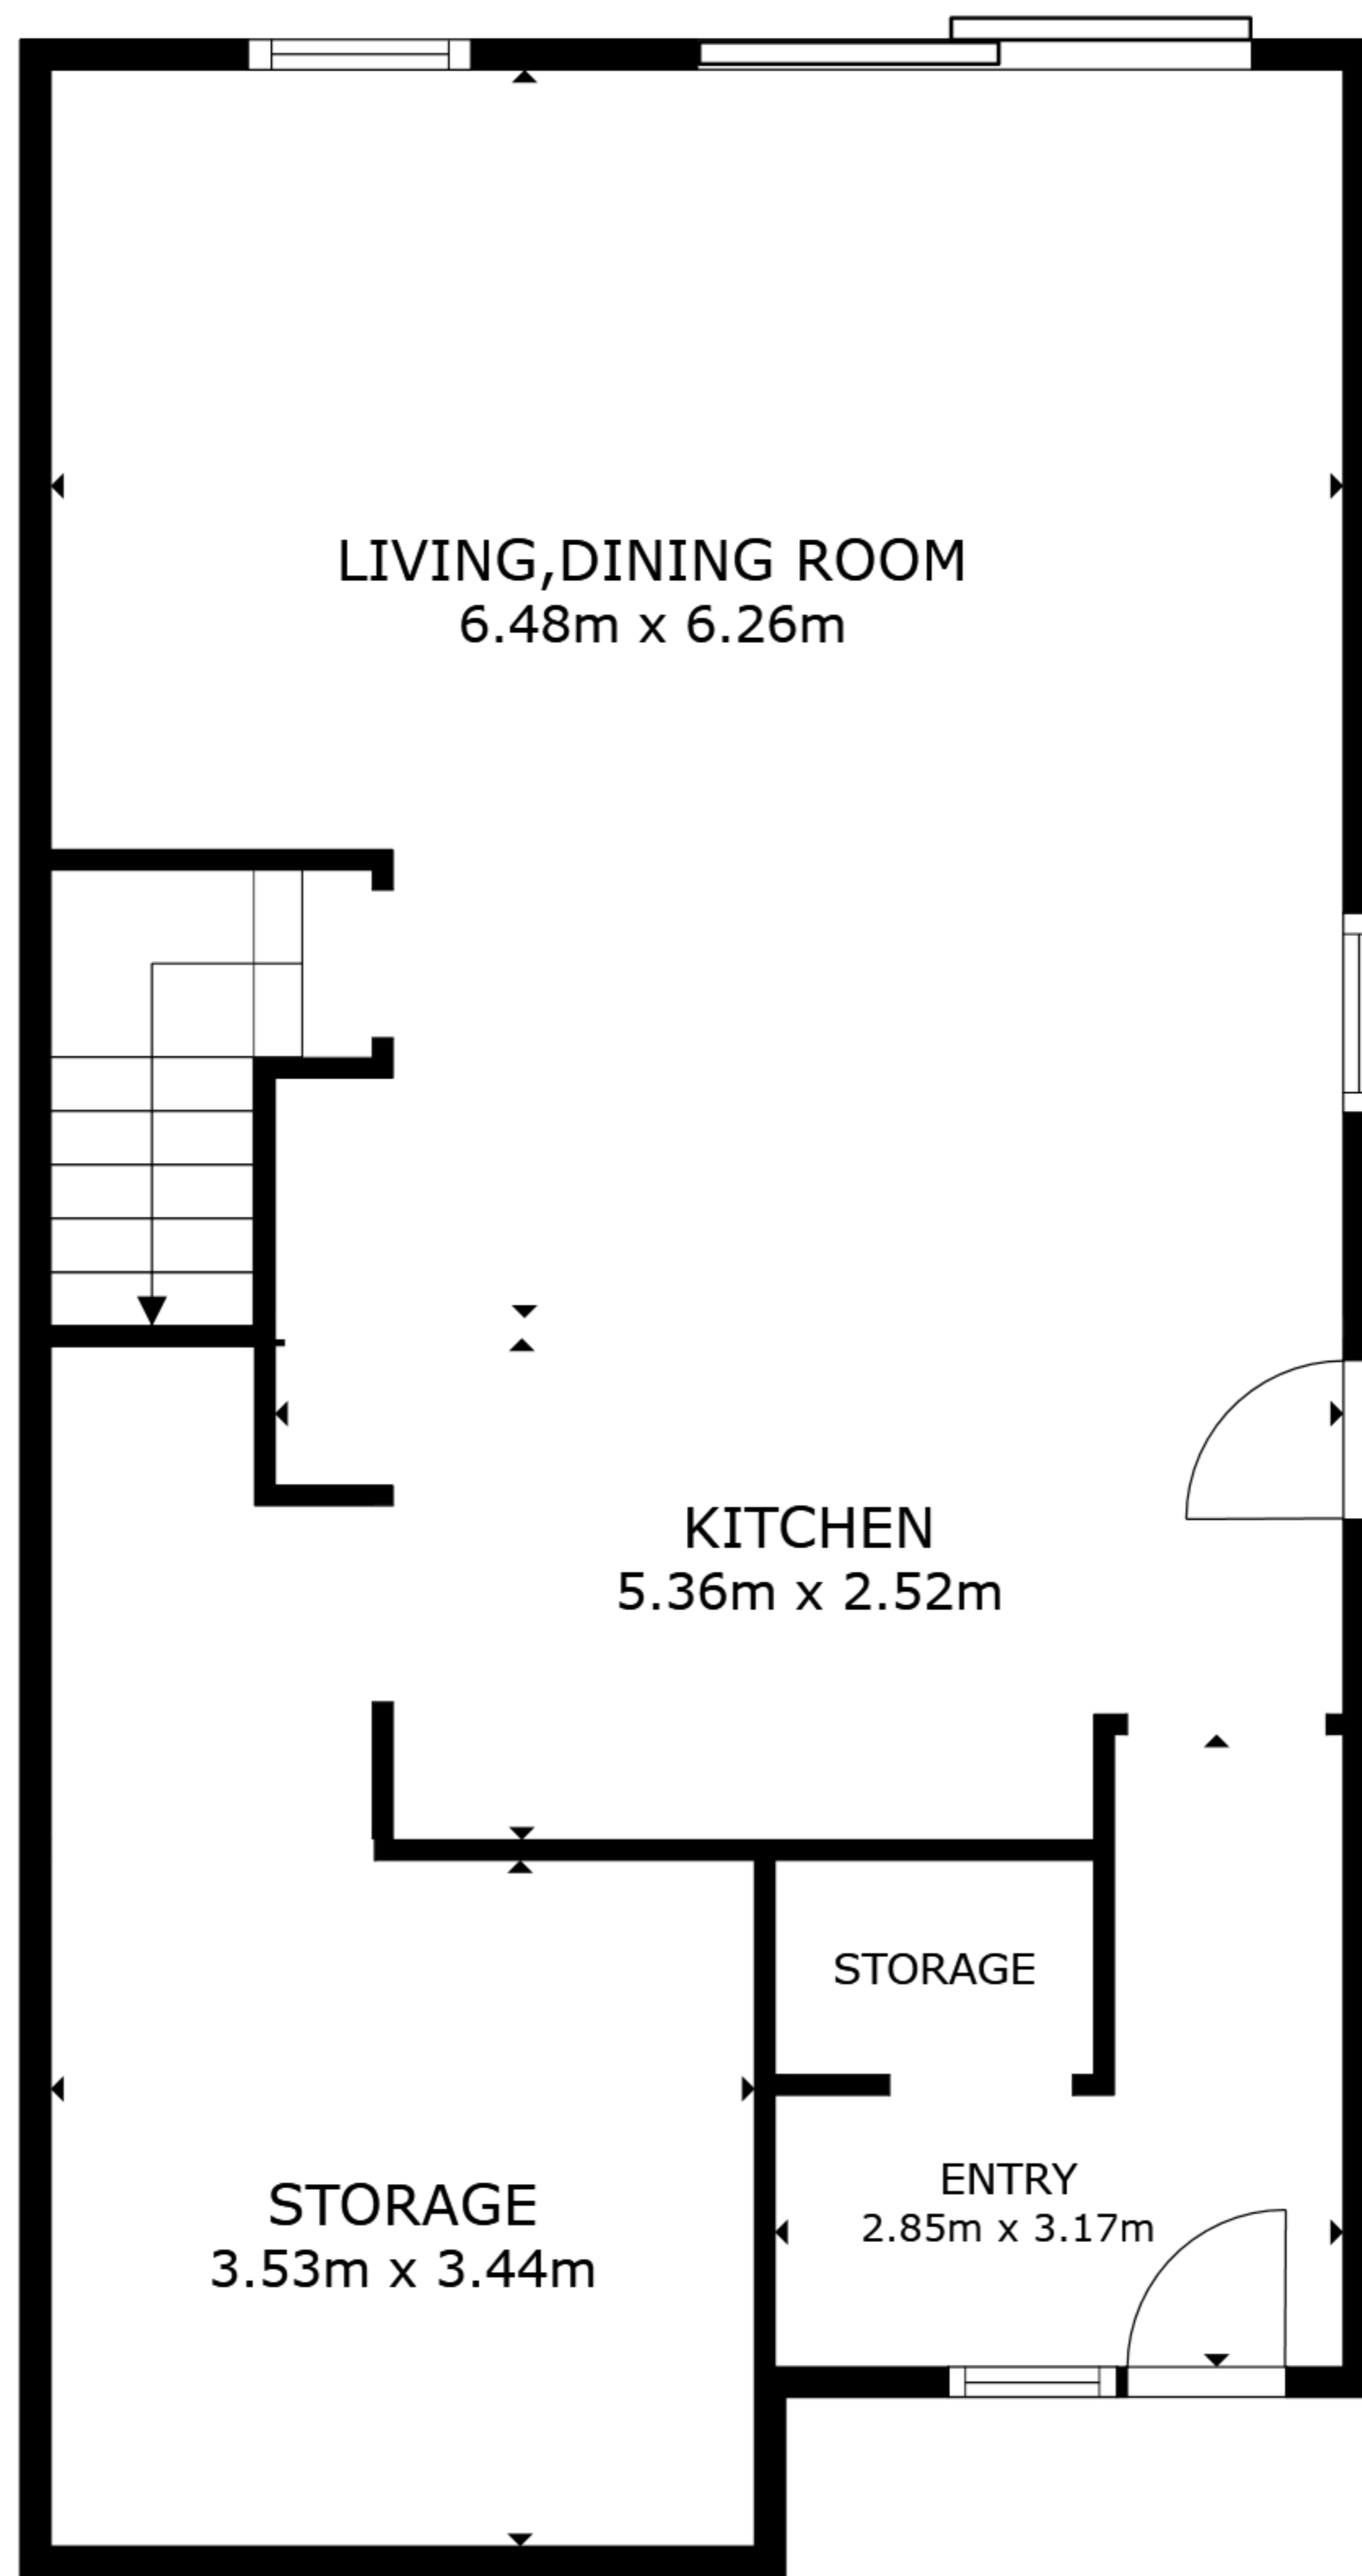 LIVING,DINING ROOM
6.48m x 6.26m
KITCHEN
5.36m x 2.52m
STORAGE
ENTRY
2.85m x 3.17m
STORAGE
3.53m x 3.44m